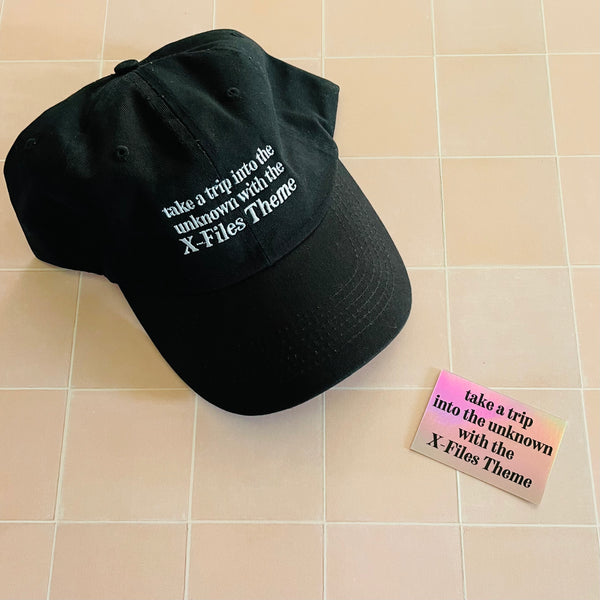 take a trip into the
unknown with the
X-Files Theme
take a trip
into the unknown
with the
X-Files Theme